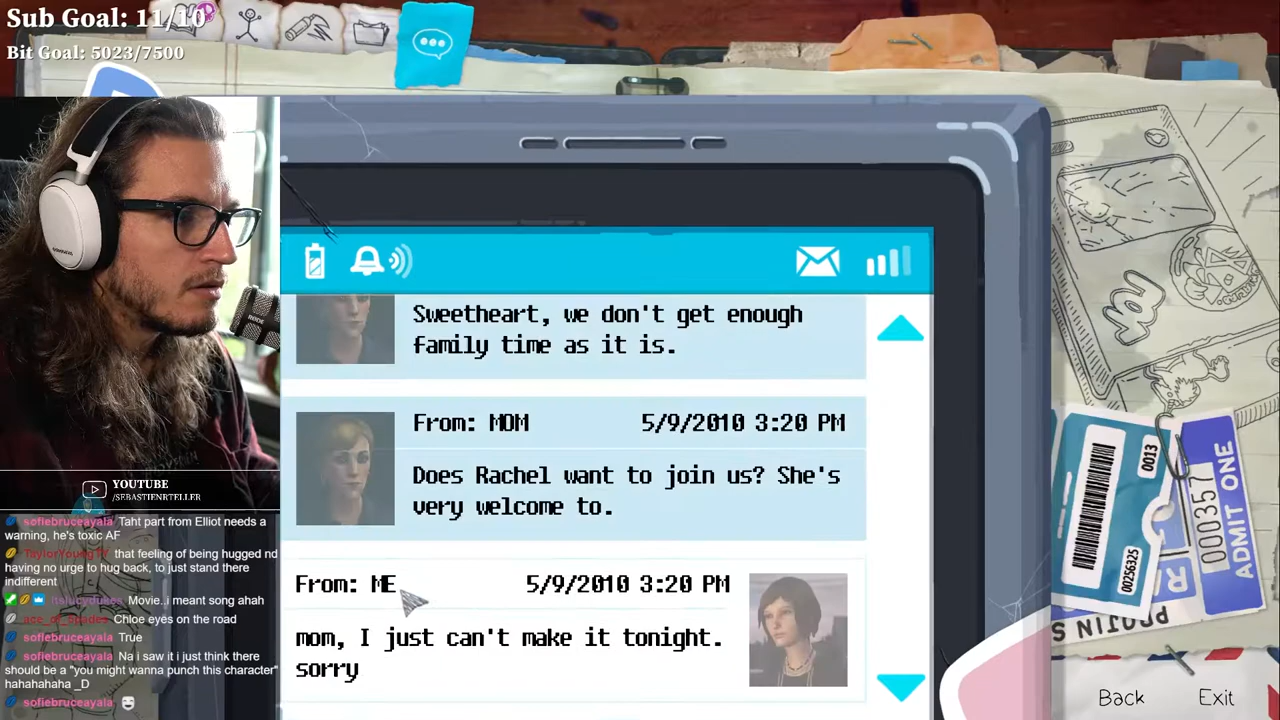 Sub Goal: 11/10
Bit Goal: 5023/7500
Sweetheart, we don't get enough
family time as it is.
From: MOM 5/9/2010 3:20 PM
Does Rachel want to join us? She's
very welcome to.
From: ME 5/9/2010 3:20 PM
mom, I just can't make it tonight.
sorry
YOUTUBE
/SEBASTIENRTELLER
sofiebruceayala: Taht part from Elliot needs a
warning, he's toxic AF
that feeling of being hugged nd
having no urge to hug back, to just stand there
indifferent
itslucydukes: Movie..i meant song ahah
ace_of_spades: Chloe eyes on the road
sofiebruceayala: True
sofiebruceayala: Na i saw it i just think there
should be a "you might wanna punch this character"
hahahahaha _D
sofiebruceayala:
0013
00256325
000357
ADMIT ONE
Back Exit